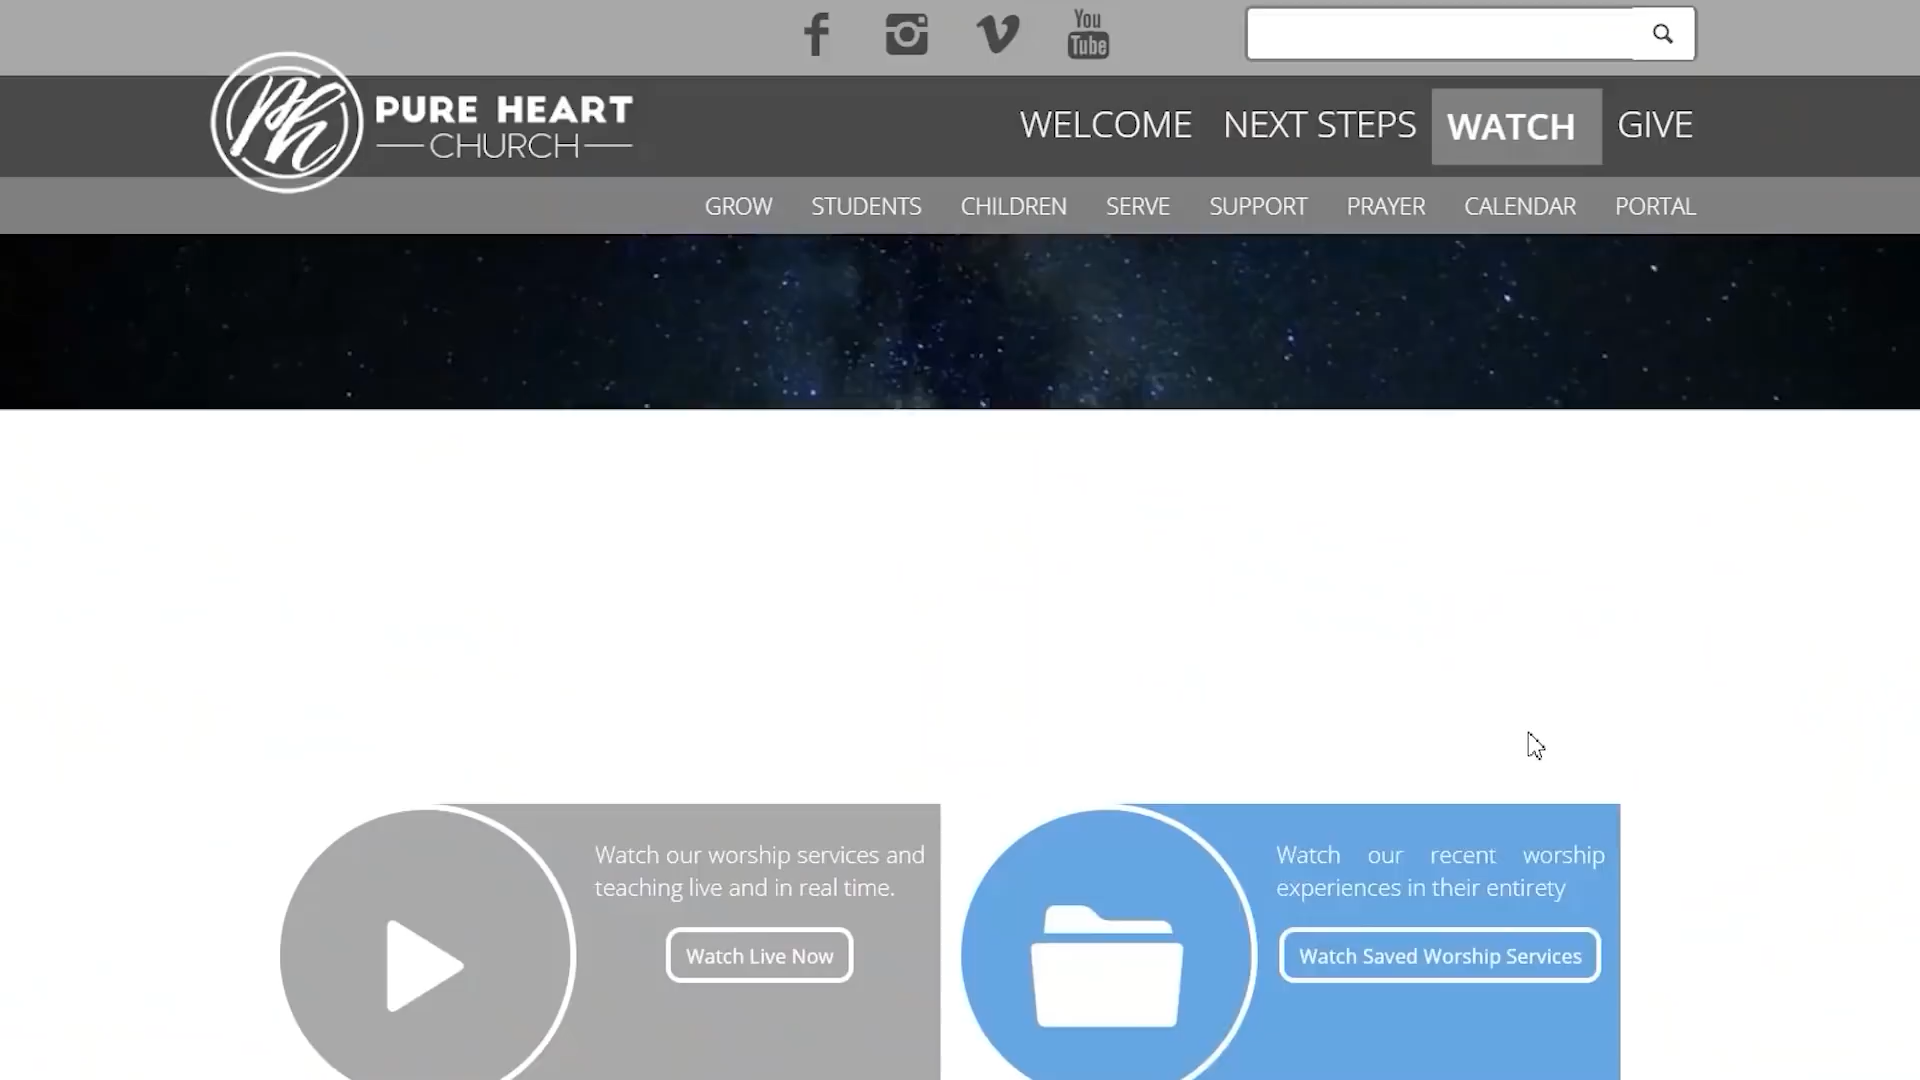 You
Tube
PURE HEART
CHURCH
WELCOME NEXT STEPS WATCH GIVE
GROW STUDENTS CHILDREN SERVE SUPPORT PRAYER CALENDAR PORTAL
Watch our worship services and
teaching live and in real time.
Watch Live Now
Watch our recent worship
experiences in their entirety
Watch Saved Worship Services